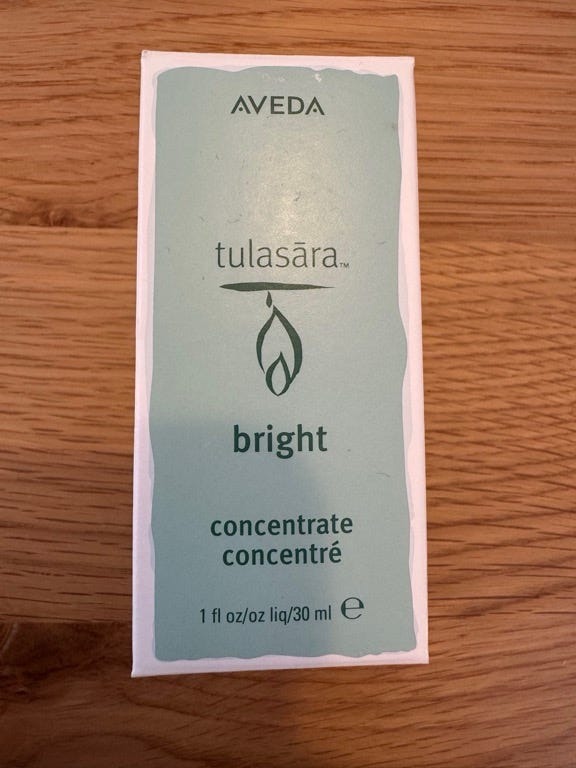 AVEDA
tulasāra™
bright
concentrate
concentré
1 fl oz/oz liq/30 ml ℮